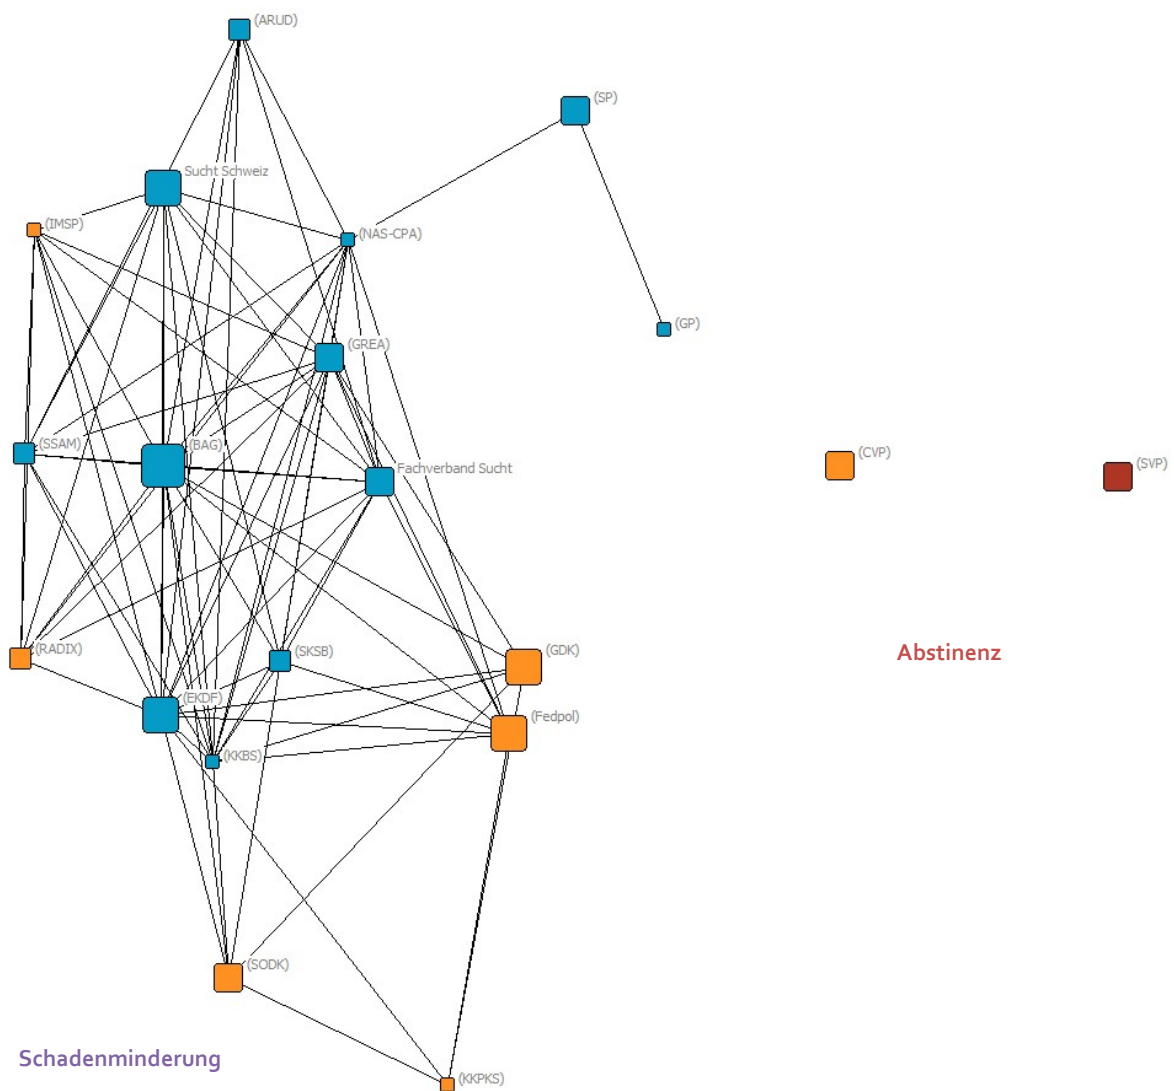 (ARUD)
(SP)
Sucht Schweiz
(IMSP)
(NAS-CPA)
(GP)
(GREA)
(SSAM)
(BAG)
(CVP)
(SVP)
Fachverband Sucht
(RADIX)
(SKSB)
(GDK)
Abstinenz
(EKDF)
(Fedpol)
(KKBS)
(SODK)
Schadenminderung
(KKPKS)